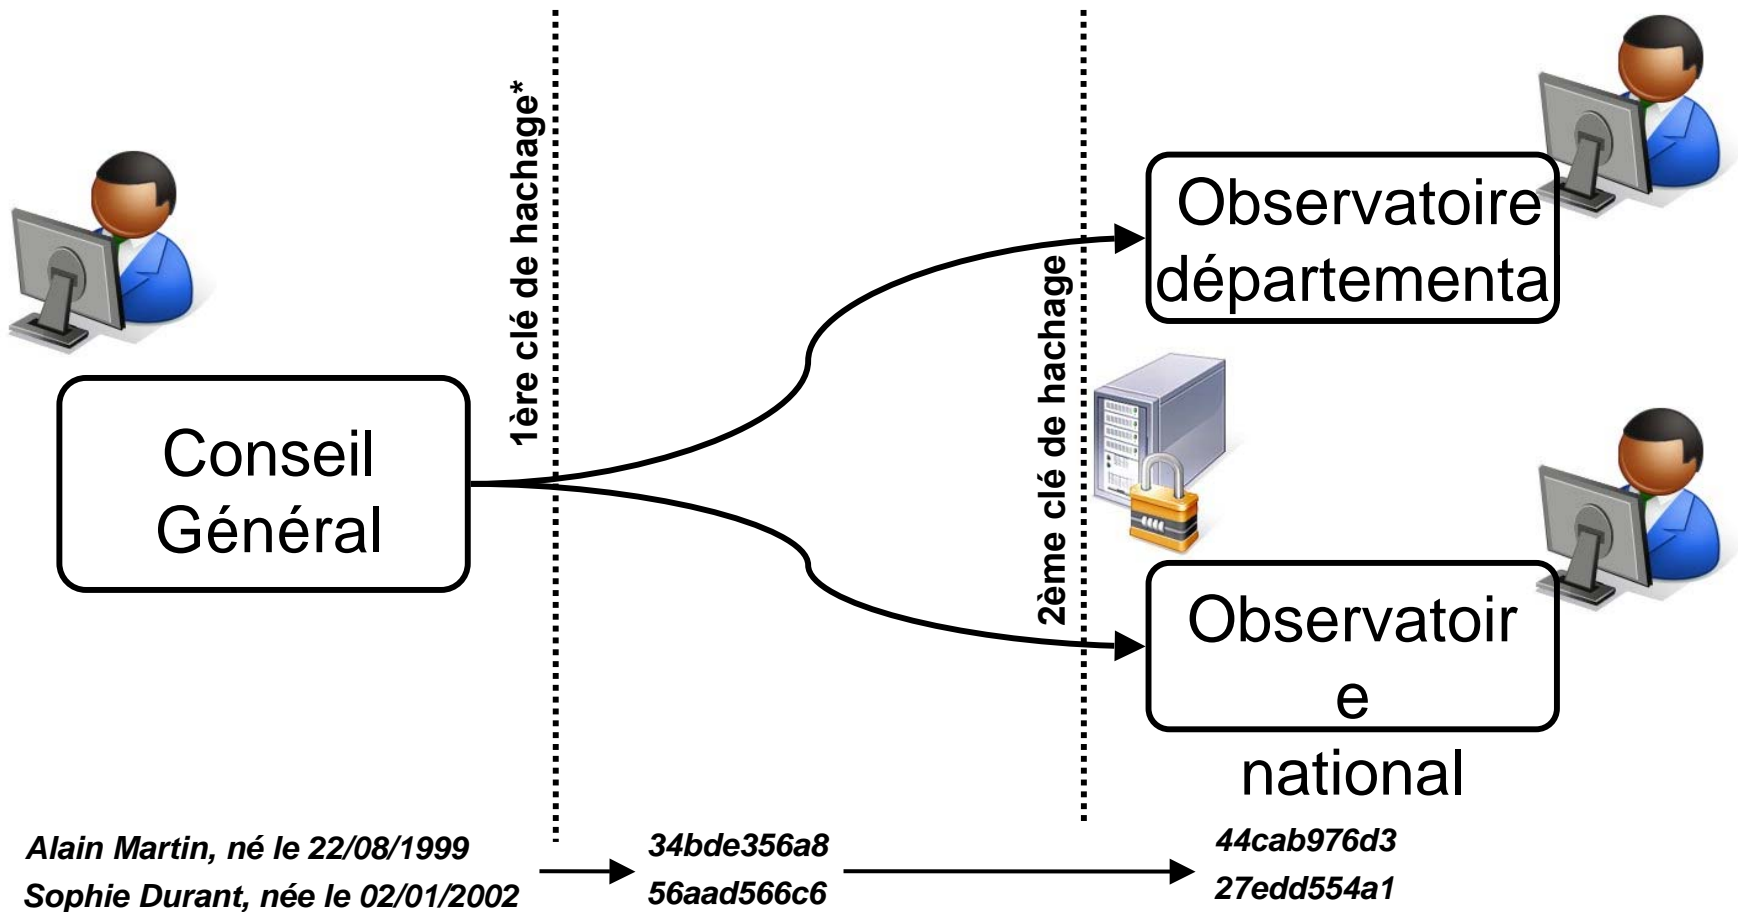 1ère clé de hachage*
2ème clé de hachage
Observatoire
départementa
Conseil
Général
Observatoir
e
national
Alain Martin, né le 22/08/1999
Sophie Durant, née le 02/01/2002
34bde356a8
56aad566c6
44cab976d3
27edd554a1